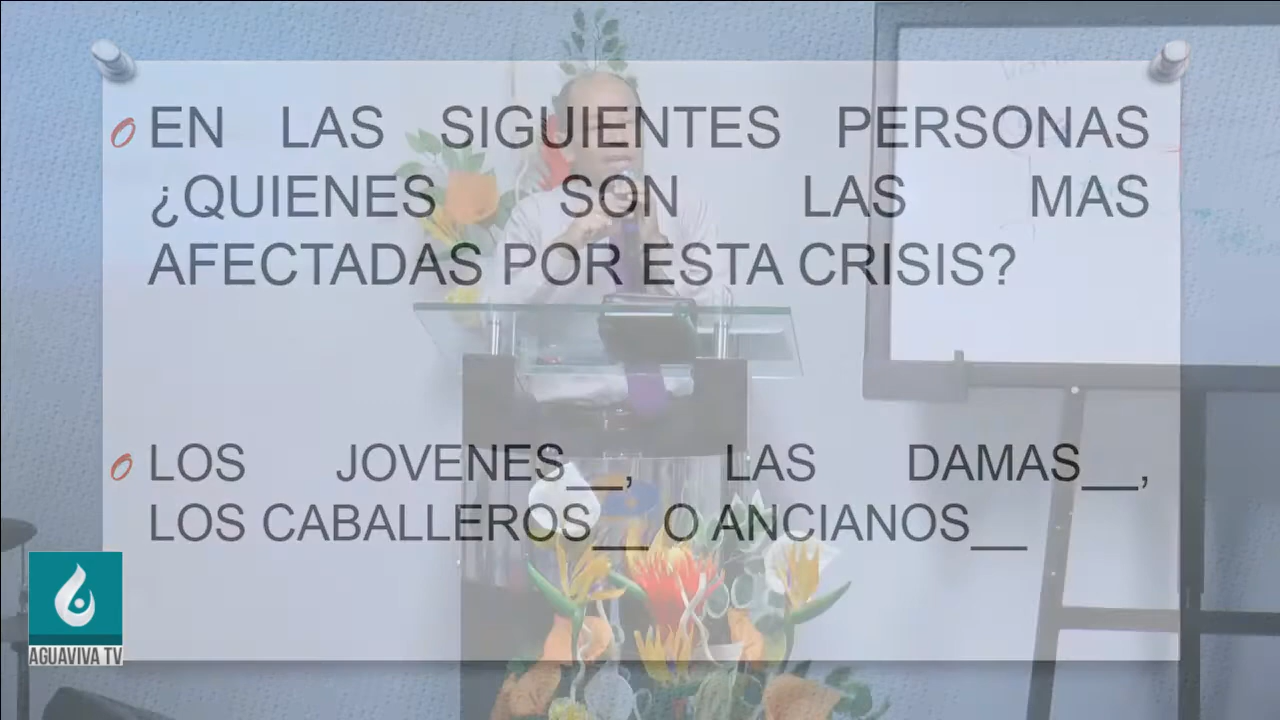 EN LAS SIGUIENTES PERSONAS
¿QUIENES SON LAS MAS
AFECTADAS POR ESTA CRISIS?
LOS JOVENES__, LAS DAMAS__,
LOS CABALLEROS__ O ANCIANOS__
AGUAVIVA TV